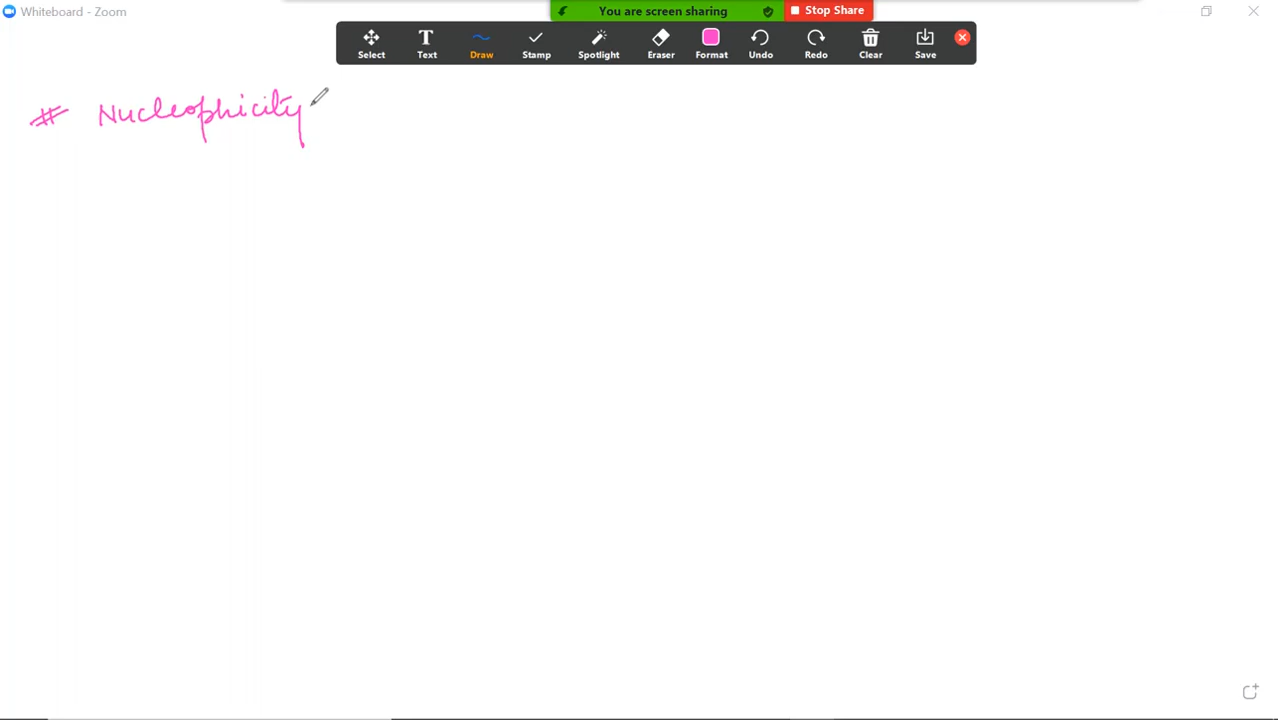 Whiteboard - Zoom
You are screen sharing
Stop Share
Select Text Draw Stamp Spotlight Eraser Format Undo Redo Clear Save
# Nucleophicity